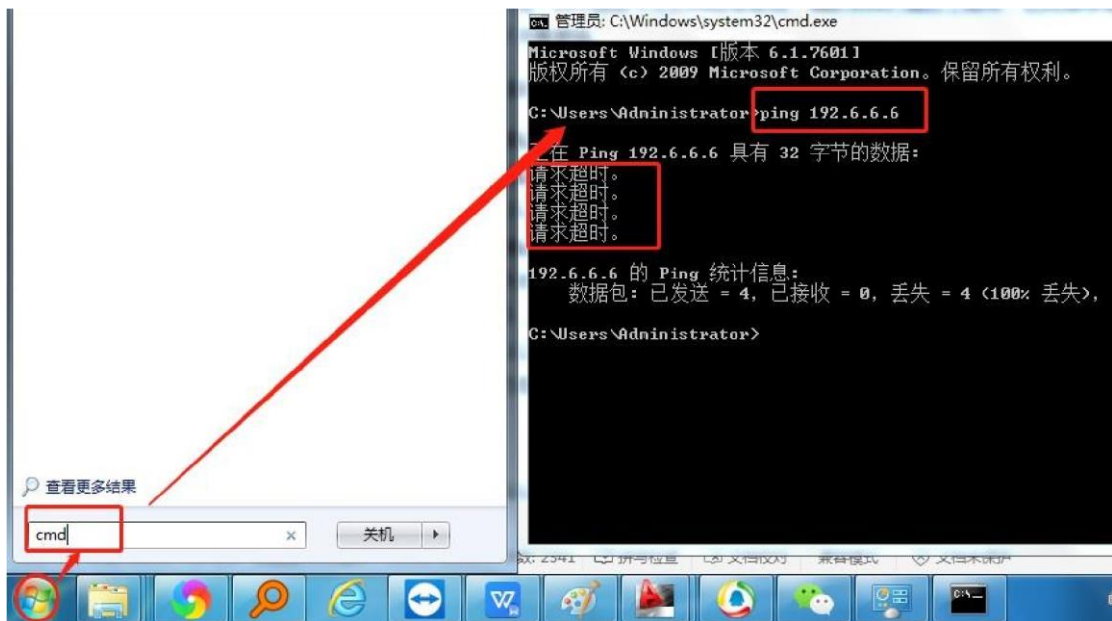 管理员: C:\Windows\system32\cmd.exe
Microsoft Windows [版本 6.1.7601]
版权所有 (c) 2009 Microsoft Corporation。保留所有权利。
C:\Users\Administrator>ping 192.6.6.6
正在 Ping 192.6.6.6 具有 32 字节的数据:
请求超时。
请求超时。
请求超时。
请求超时。
192.6.6.6 的 Ping 统计信息:
数据包: 已发送 = 4, 已接收 = 0, 丢失 = 4 (100% 丢失),
C:\Users\Administrator>
查看更多结果
cmd
关机
2341
C:\_